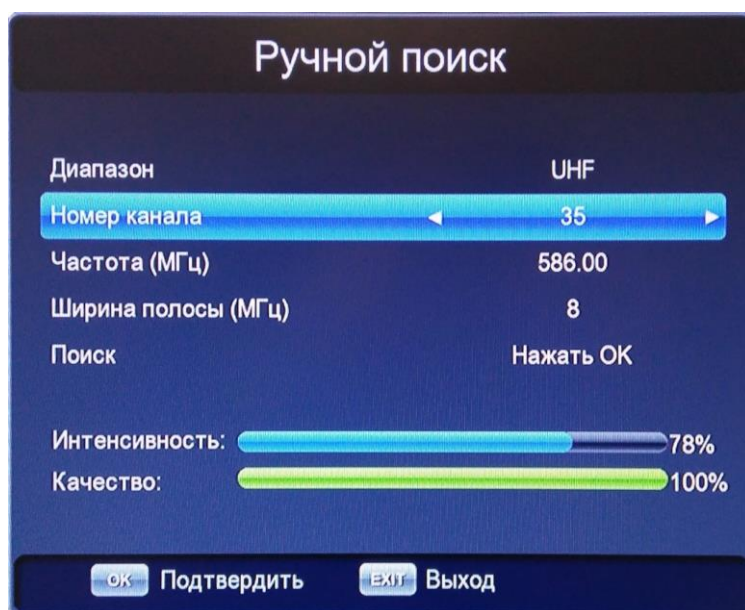 Ручной поиск
Диапазон UHF
Номер канала 35
Частота (МГц) 586.00
Ширина полосы (МГц) 8
Поиск Нажать OK
Интенсивность: 78%
Качество: 100%
OK Подтвердить EXIT Выход